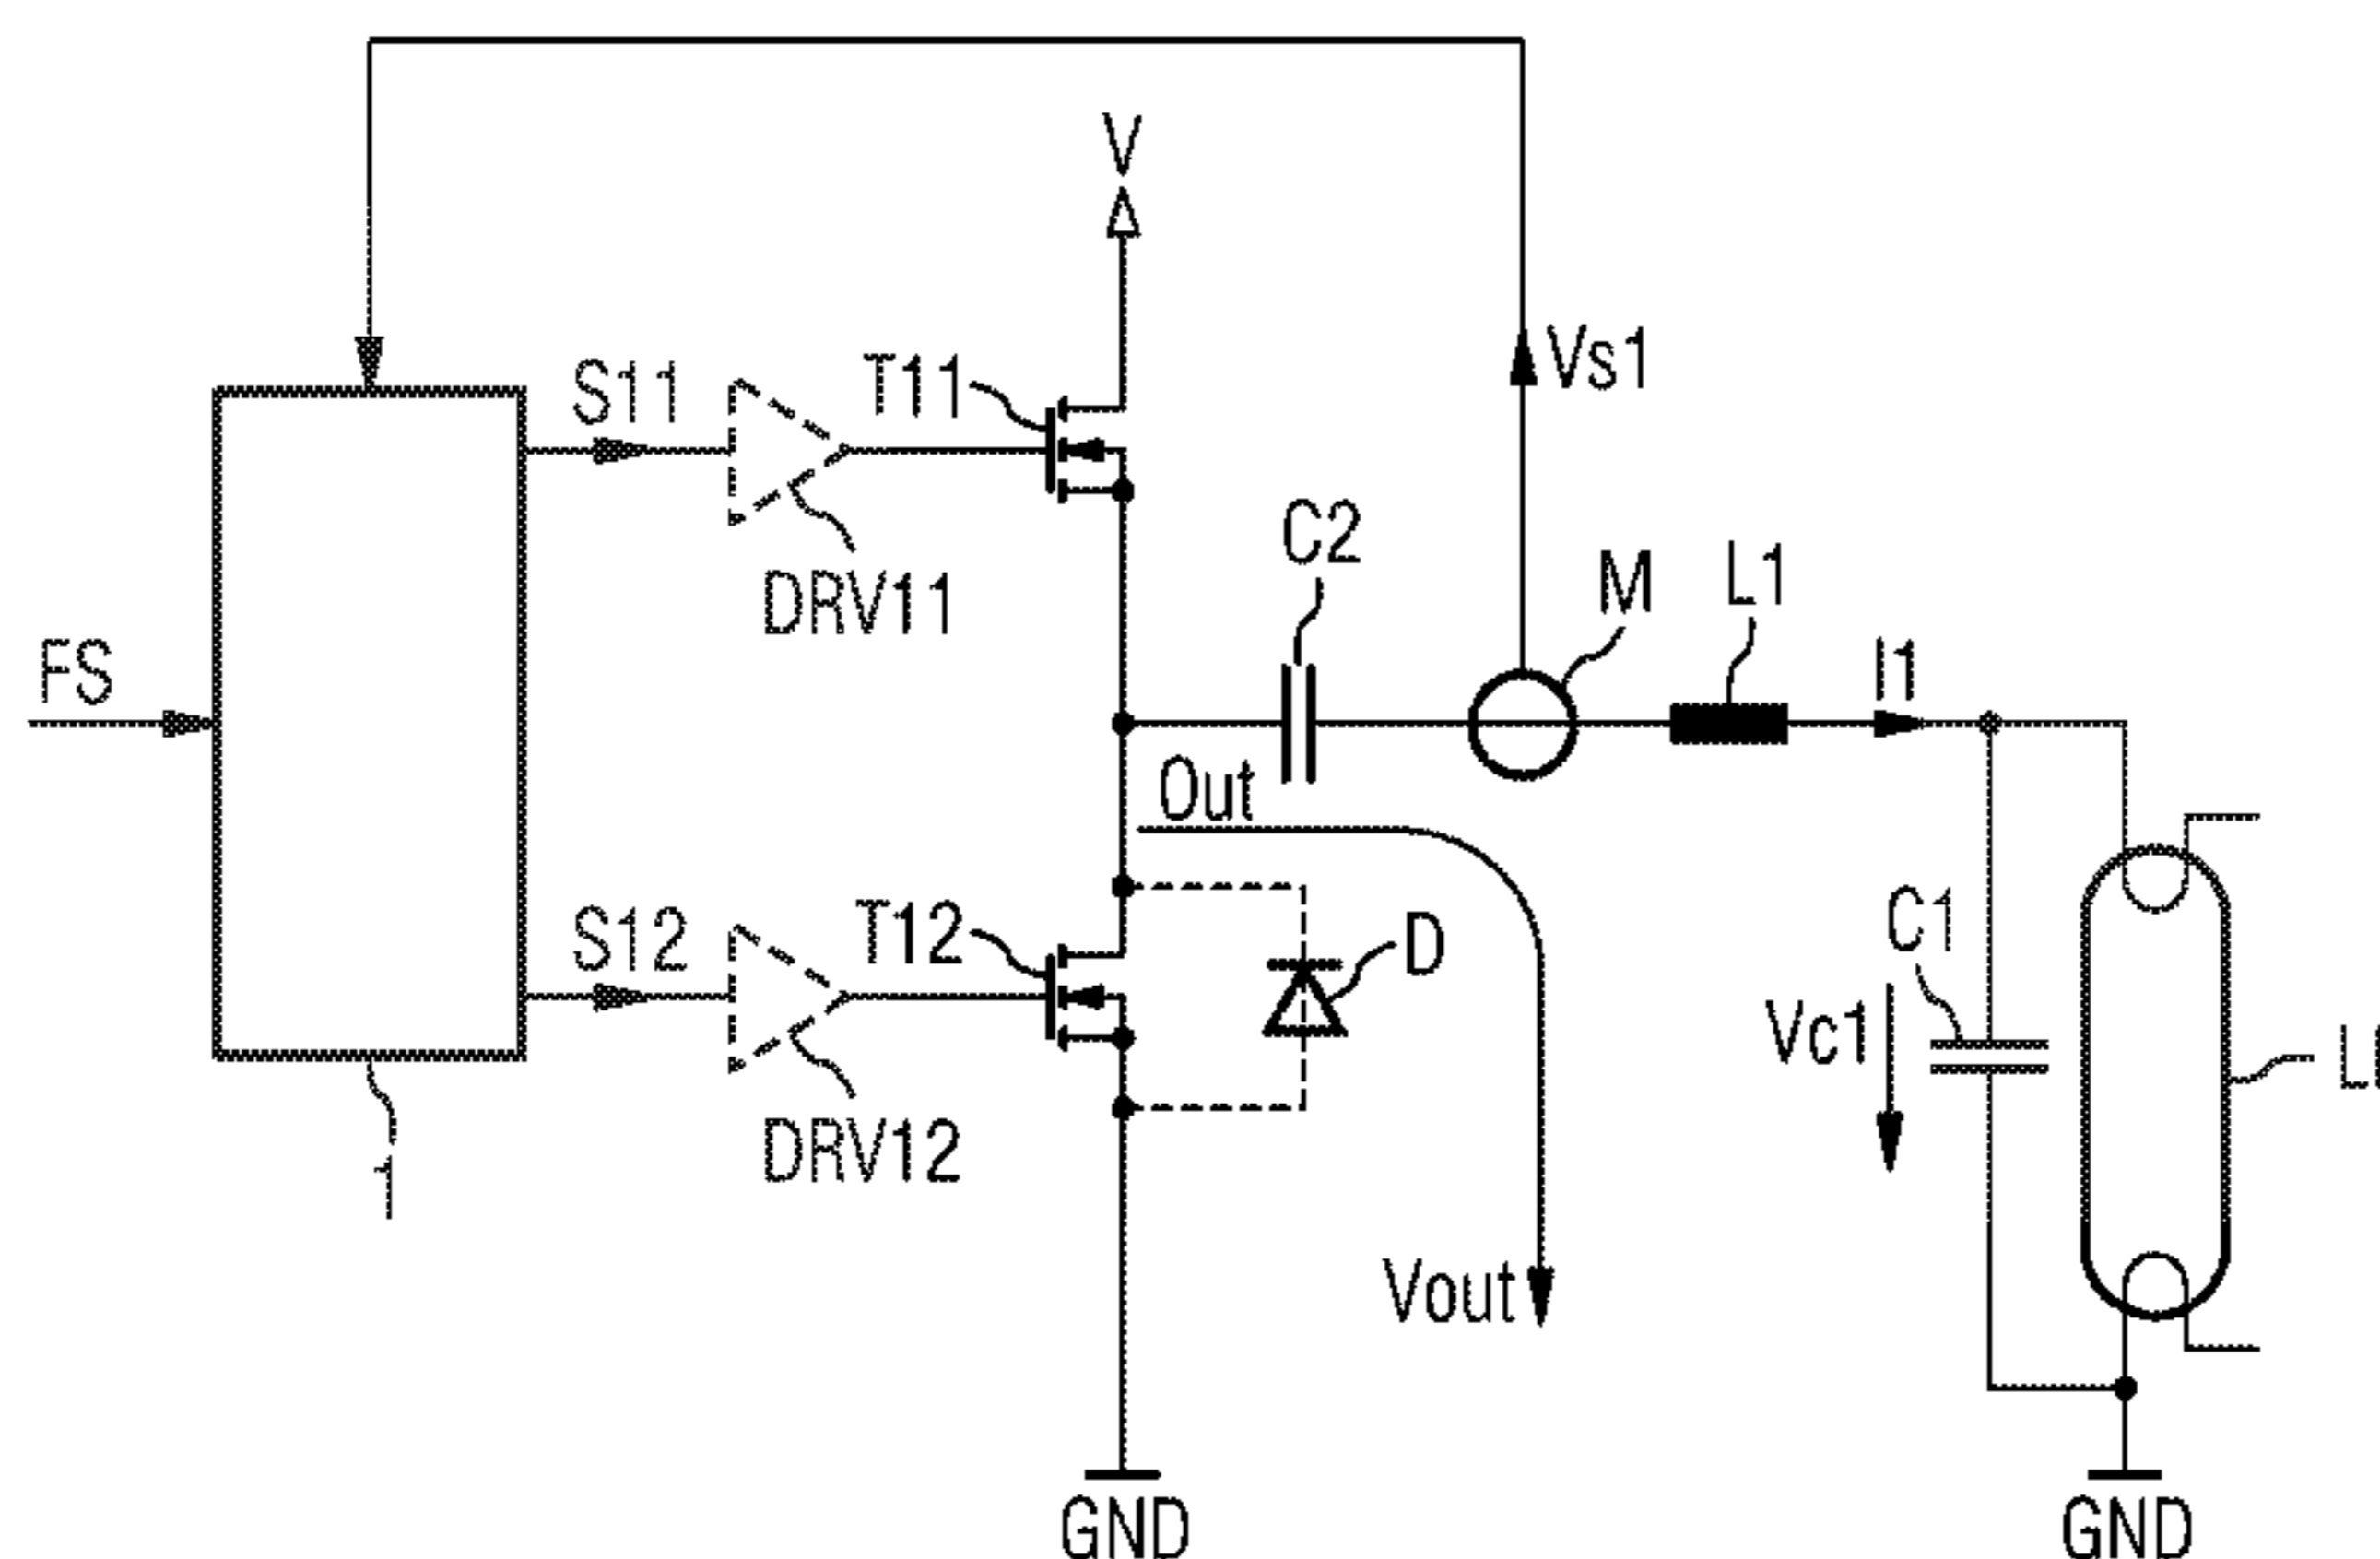 V
S11
T11
Vs1
C2
M
L1
DRV11
I1
FS
Out
S12
T12
D
C1
Vc1
DRV12
1
Vout
GND
GND